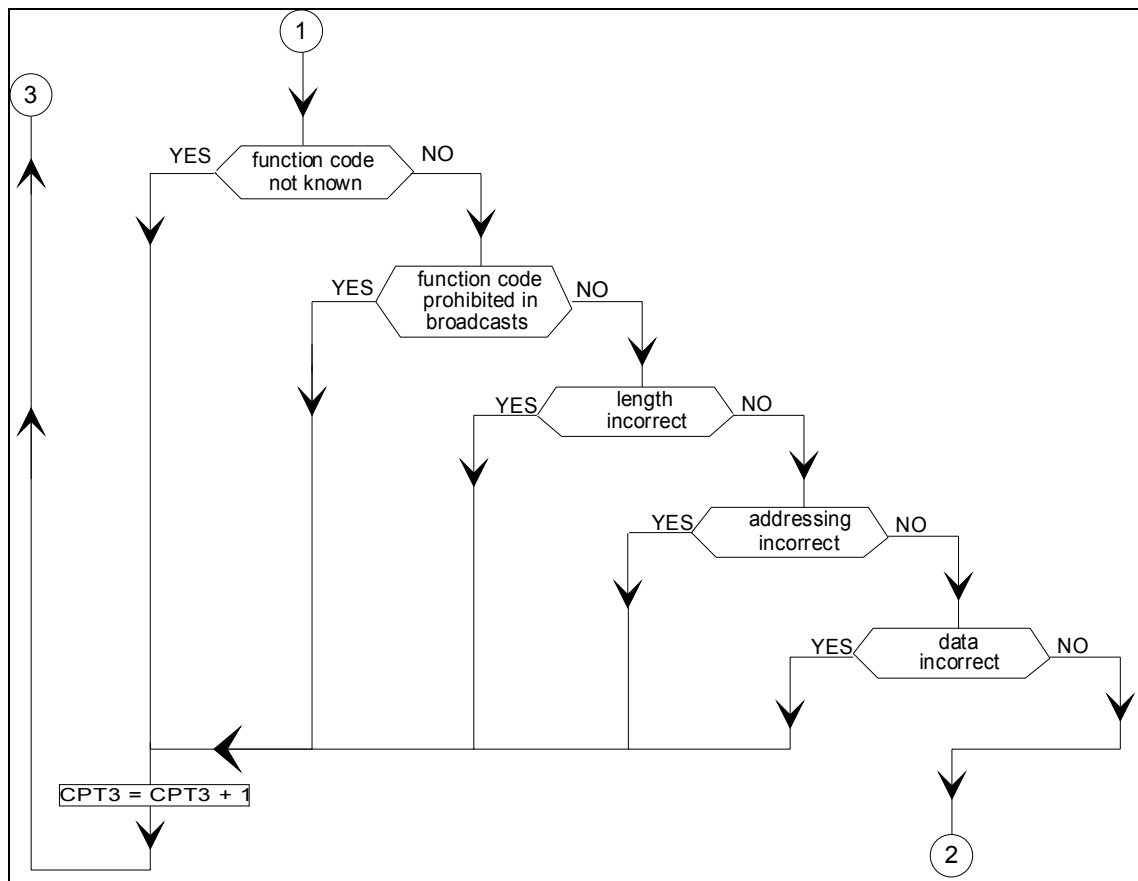 1
3
YES
function code
not known
NO
YES
function code
prohibited in
broadcasts
NO
YES
length
incorrect
NO
YES
addressing
incorrect
NO
YES
data
incorrect
NO
CPT3 = CPT3 + 1
2